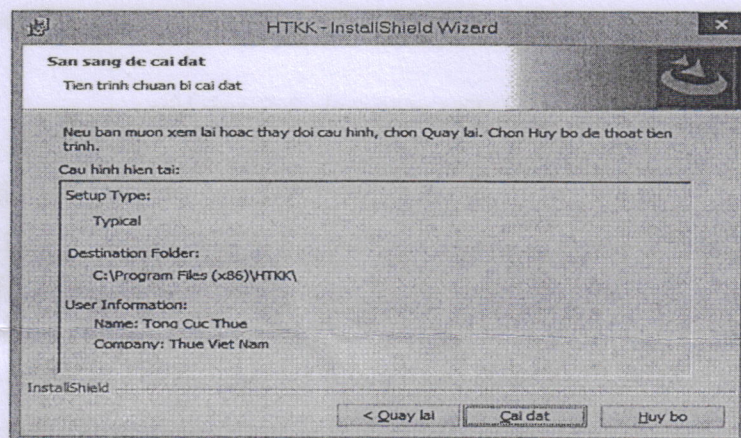 HTKK - InstallShield Wizard
San sang de cai dat
Tien trinh chuan bi cai dat
Neu ban muon xem lai hoac thay doi cau hinh, chon Quay lai. Chon Huy bo de thoat tien
trinh.
Cau hinh hien tai:
Setup Type:
Typical
Destination Folder:
C:\Program Files (x86)\HTKK\
User Information:
Name: Tong Cuc Thue
Company: Thue Viet Nam
InstallShield
< Quay lai
Cai dat
Huy bo